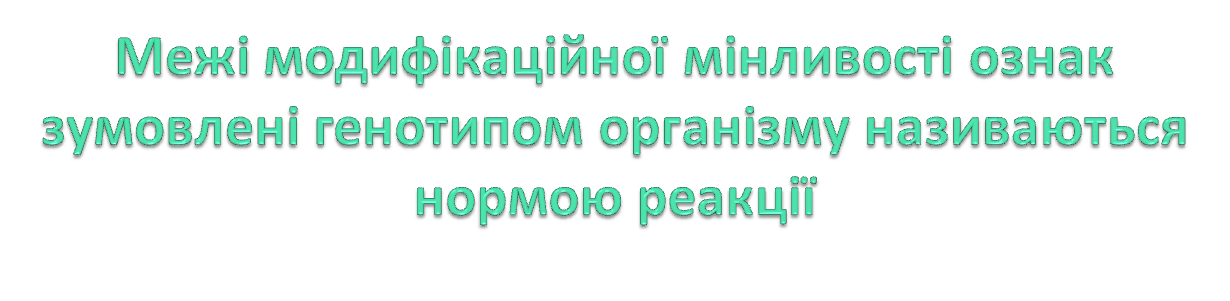 Межі модифікаційної мінливості ознак
зумовлені генотипом організму називаються
нормою реакції